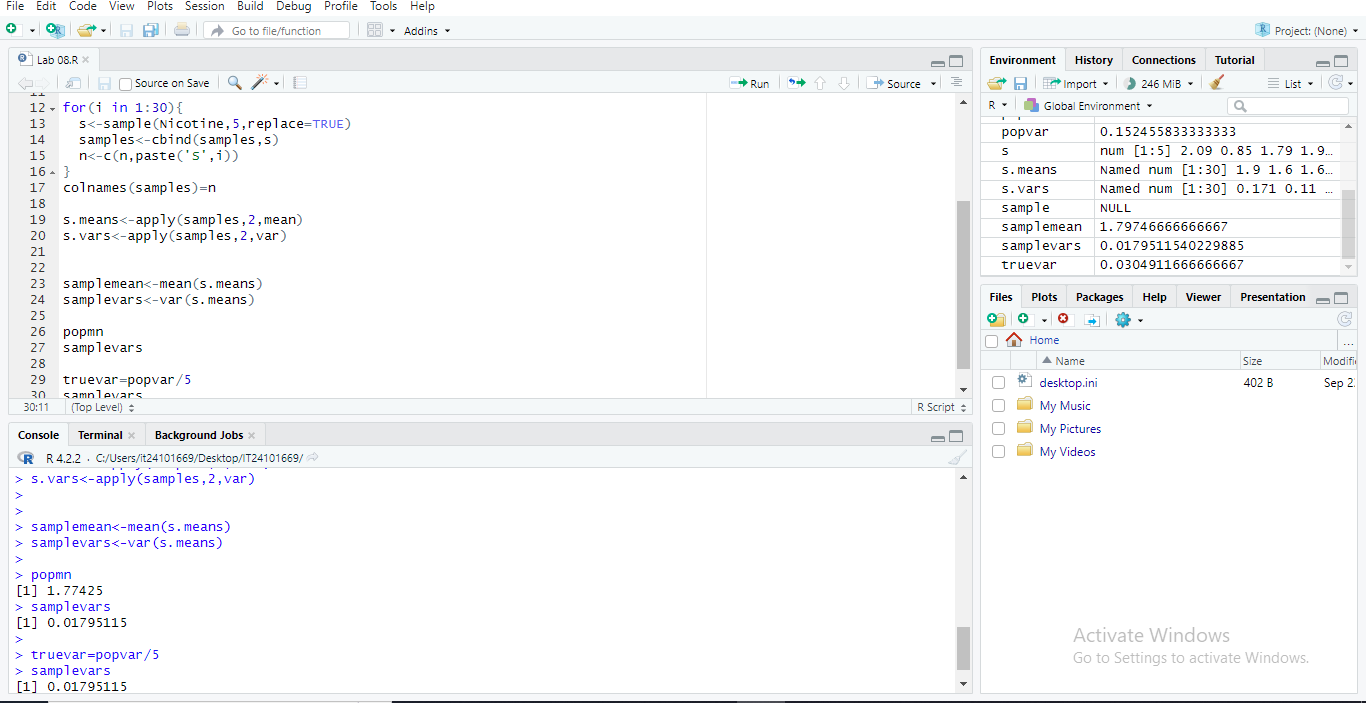 File Edit Code View Plots Session Build Debug Profile Tools Help
Go to file/function Addins Project: (None)
Lab 08.R
Source on Save Run Source
11
12 for(i in 1:30){
13 s<-sample(Nicotine,5,replace=TRUE)
14 samples<-cbind(samples,s)
15 n<-c(n,paste('S',i))
16 }
17 colnames(samples)=n
18
19 s.means<-apply(samples,2,mean)
20 s.vars<-apply(samples,2,var)
21
22
23 samplemean<-mean(s.means)
24 samplevars<-var(s.means)
25
26 popmn
27 samplevars
28
29 truevar=popvar/5
30 samplevars
30:11 (Top Level) R Script
Console Terminal Background Jobs
R 4.2.2 · C:/Users/it24101669/Desktop/IT24101669/
> s.vars<-apply(samples,2,var)
>
>
> samplemean<-mean(s.means)
> samplevars<-var(s.means)
>
> popmn
[1] 1.77425
> samplevars
[1] 0.01795115
>
> truevar=popvar/5
> samplevars
[1] 0.01795115
Environment History Connections Tutorial
Import 246 MiB List
R Global Environment
popvar 0.152455833333333
s num [1:5] 2.09 0.85 1.79 1.9…
s.means Named num [1:30] 1.9 1.6 1.6…
s.vars Named num [1:30] 0.171 0.11 …
sample NULL
samplemean 1.79746666666667
samplevars 0.0179511540229885
truevar 0.0304911666666667
Files Plots Packages Help Viewer Presentation
Home ...
Name Size Modifi
desktop.ini 402 B Sep 2
My Music
My Pictures
My Videos
Activate Windows
Go to Settings to activate Windows.